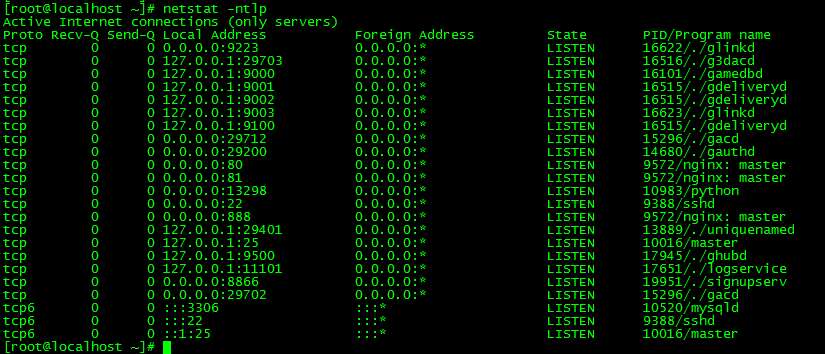 [root@localhost ~]# netstat -ntlp
Active Internet connections (only servers)
Proto Recv-Q Send-Q Local Address           Foreign Address         State       PID/Program name
tcp        0      0 0.0.0.0:9223            0.0.0.0:*               LISTEN      16622/./glinkd
tcp        0      0 127.0.0.1:29703         0.0.0.0:*               LISTEN      16516/./g3dacd
tcp        0      0 127.0.0.1:9000          0.0.0.0:*               LISTEN      16101/./gamedbd
tcp        0      0 127.0.0.1:9001          0.0.0.0:*               LISTEN      16515/./gdeliveryd
tcp        0      0 127.0.0.1:9002          0.0.0.0:*               LISTEN      16515/./gdeliveryd
tcp        0      0 127.0.0.1:9003          0.0.0.0:*               LISTEN      16623/./glinkd
tcp        0      0 127.0.0.1:9100          0.0.0.0:*               LISTEN      16515/./gdeliveryd
tcp        0      0 0.0.0.0:29712           0.0.0.0:*               LISTEN      15296/./gacd
tcp        0      0 0.0.0.0:29200           0.0.0.0:*               LISTEN      14680/./gauthd
tcp        0      0 0.0.0.0:80              0.0.0.0:*               LISTEN      9572/nginx: master
tcp        0      0 0.0.0.0:81              0.0.0.0:*               LISTEN      9572/nginx: master
tcp        0      0 0.0.0.0:13298           0.0.0.0:*               LISTEN      10983/python
tcp        0      0 0.0.0.0:22              0.0.0.0:*               LISTEN      9388/sshd
tcp        0      0 0.0.0.0:888             0.0.0.0:*               LISTEN      9572/nginx: master
tcp        0      0 127.0.0.1:29401         0.0.0.0:*               LISTEN      13889/./uniquenamed
tcp        0      0 127.0.0.1:25            0.0.0.0:*               LISTEN      10016/master
tcp        0      0 127.0.0.1:9500          0.0.0.0:*               LISTEN      17945/./ghubd
tcp        0      0 127.0.0.1:11101         0.0.0.0:*               LISTEN      17651/./logservice
tcp        0      0 0.0.0.0:8866            0.0.0.0:*               LISTEN      19951/./signupserv
tcp        0      0 0.0.0.0:29702           0.0.0.0:*               LISTEN      15296/./gacd
tcp6       0      0 :::3306                 :::*                    LISTEN      10520/mysqld
tcp6       0      0 :::22                   :::*                    LISTEN      9388/sshd
tcp6       0      0 ::1:25                  :::*                    LISTEN      10016/master
[root@localhost ~]#